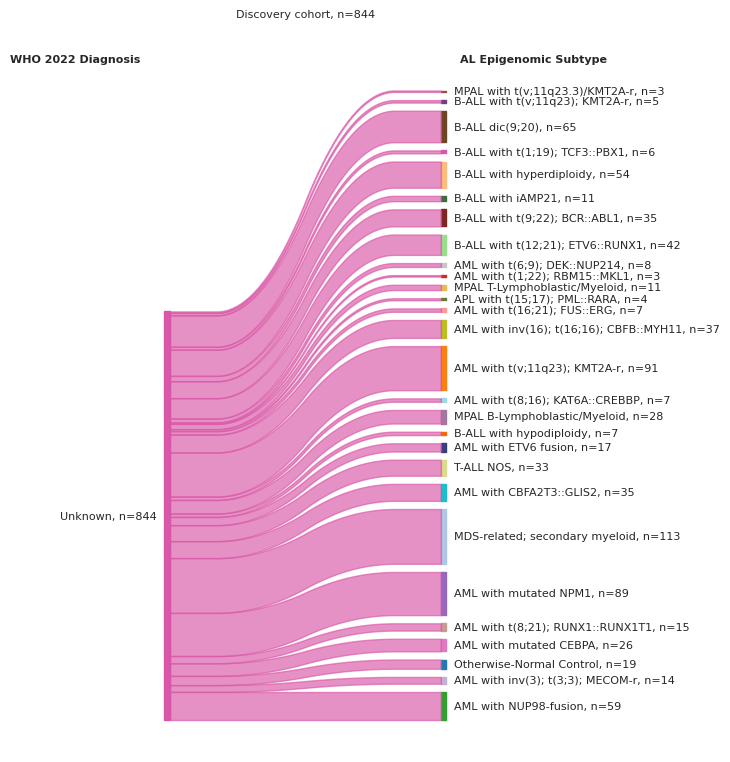 Discovery cohort, n=844
WHO 2022 Diagnosis
AL Epigenomic Subtype
MPAL with t(v;11q23.3)/KMT2A-r, n=3
B-ALL with t(v;11q23); KMT2A-r, n=5
B-ALL dic(9;20), n=65
B-ALL with t(1;19); TCF3::PBX1, n=6
B-ALL with hyperdiploidy, n=54
B-ALL with iAMP21, n=11
B-ALL with t(9;22); BCR::ABL1, n=35
B-ALL with t(12;21); ETV6::RUNX1, n=42
AML with t(6;9); DEK::NUP214, n=8
AML with t(1;22); RBM15::MKL1, n=3
MPAL T-Lymphoblastic/Myeloid, n=11
APL with t(15;17); PML::RARA, n=4
AML with t(16;21); FUS::ERG, n=7
AML with inv(16); t(16;16); CBFB::MYH11, n=37
AML with t(v;11q23); KMT2A-r, n=91
AML with t(8;16); KAT6A::CREBBP, n=7
MPAL B-Lymphoblastic/Myeloid, n=28
B-ALL with hypodiploidy, n=7
AML with ETV6 fusion, n=17
T-ALL NOS, n=33
AML with CBFA2T3::GLIS2, n=35
Unknown, n=844
MDS-related; secondary myeloid, n=113
AML with mutated NPM1, n=89
AML with t(8;21); RUNX1::RUNX1T1, n=15
AML with mutated CEBPA, n=26
Otherwise-Normal Control, n=19
AML with inv(3); t(3;3); MECOM-r, n=14
AML with NUP98-fusion, n=59